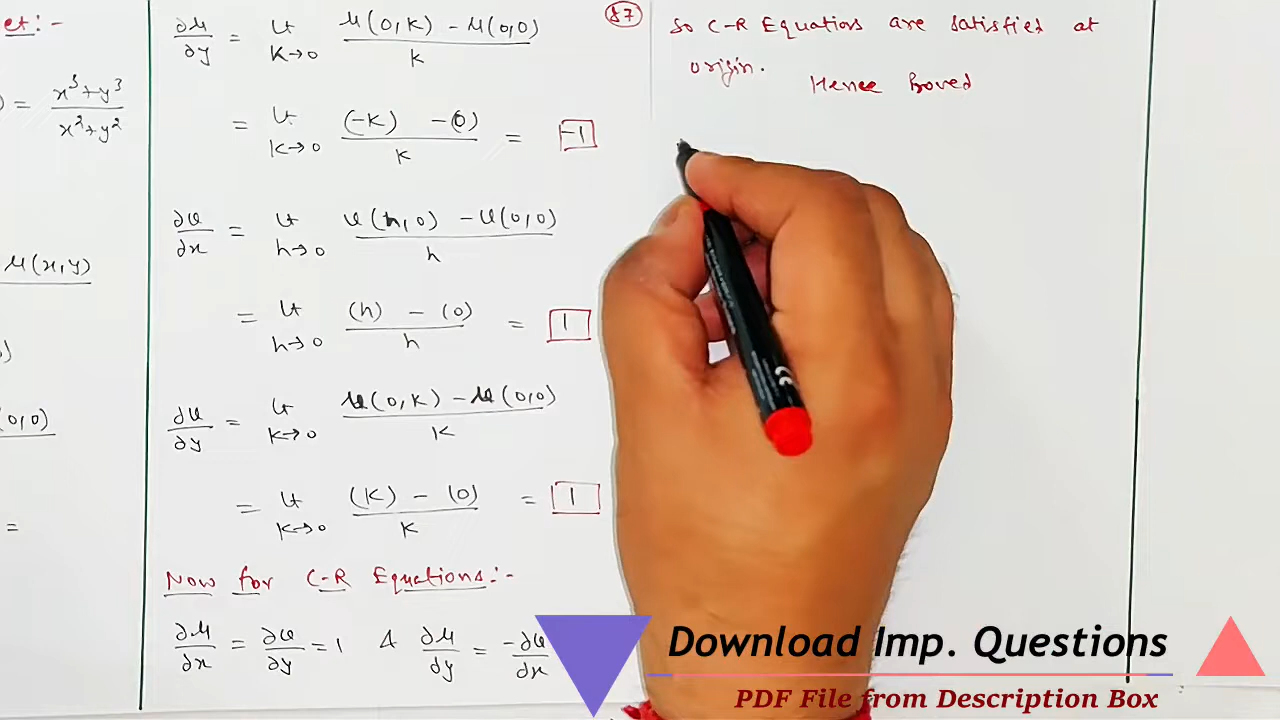 et:-
) = x³+y³ / x²+y²
u(x,y)
)
(0,0)
=
∂u/∂y = Lt K→0 u(0,K) - u(0,0) / K
= Lt K→0 (-K) - (0) / K = -1
∂v/∂x = Lt h→0 v(h,0) - v(0,0) / h
= Lt h→0 (h) - (0) / h = 1
∂v/∂y = Lt K→0 v(0,K) - v(0,0) / K
= Lt K→0 (K) - (0) / K = 1
Now for C-R Equations:-
∂u/∂x = ∂v/∂y = 1 & ∂u/∂y = -∂v/∂x
87
So C-R Equations are satisfied at
origin.
Hence Proved
CE
Download Imp. Questions
PDF File from Description Box